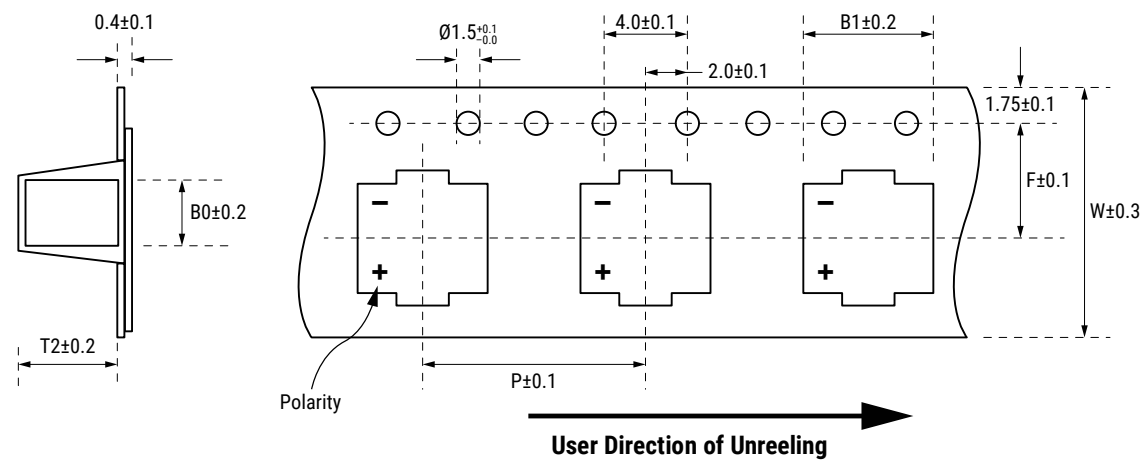 0.4±0.1
Ø1.5+0.1 −0.0
4.0±0.1
B1±0.2
2.0±0.1
1.75±0.1
B0±0.2
F±0.1
W±0.3
− − −
+ + +
T2±0.2
P±0.1
Polarity
User Direction of Unreeling